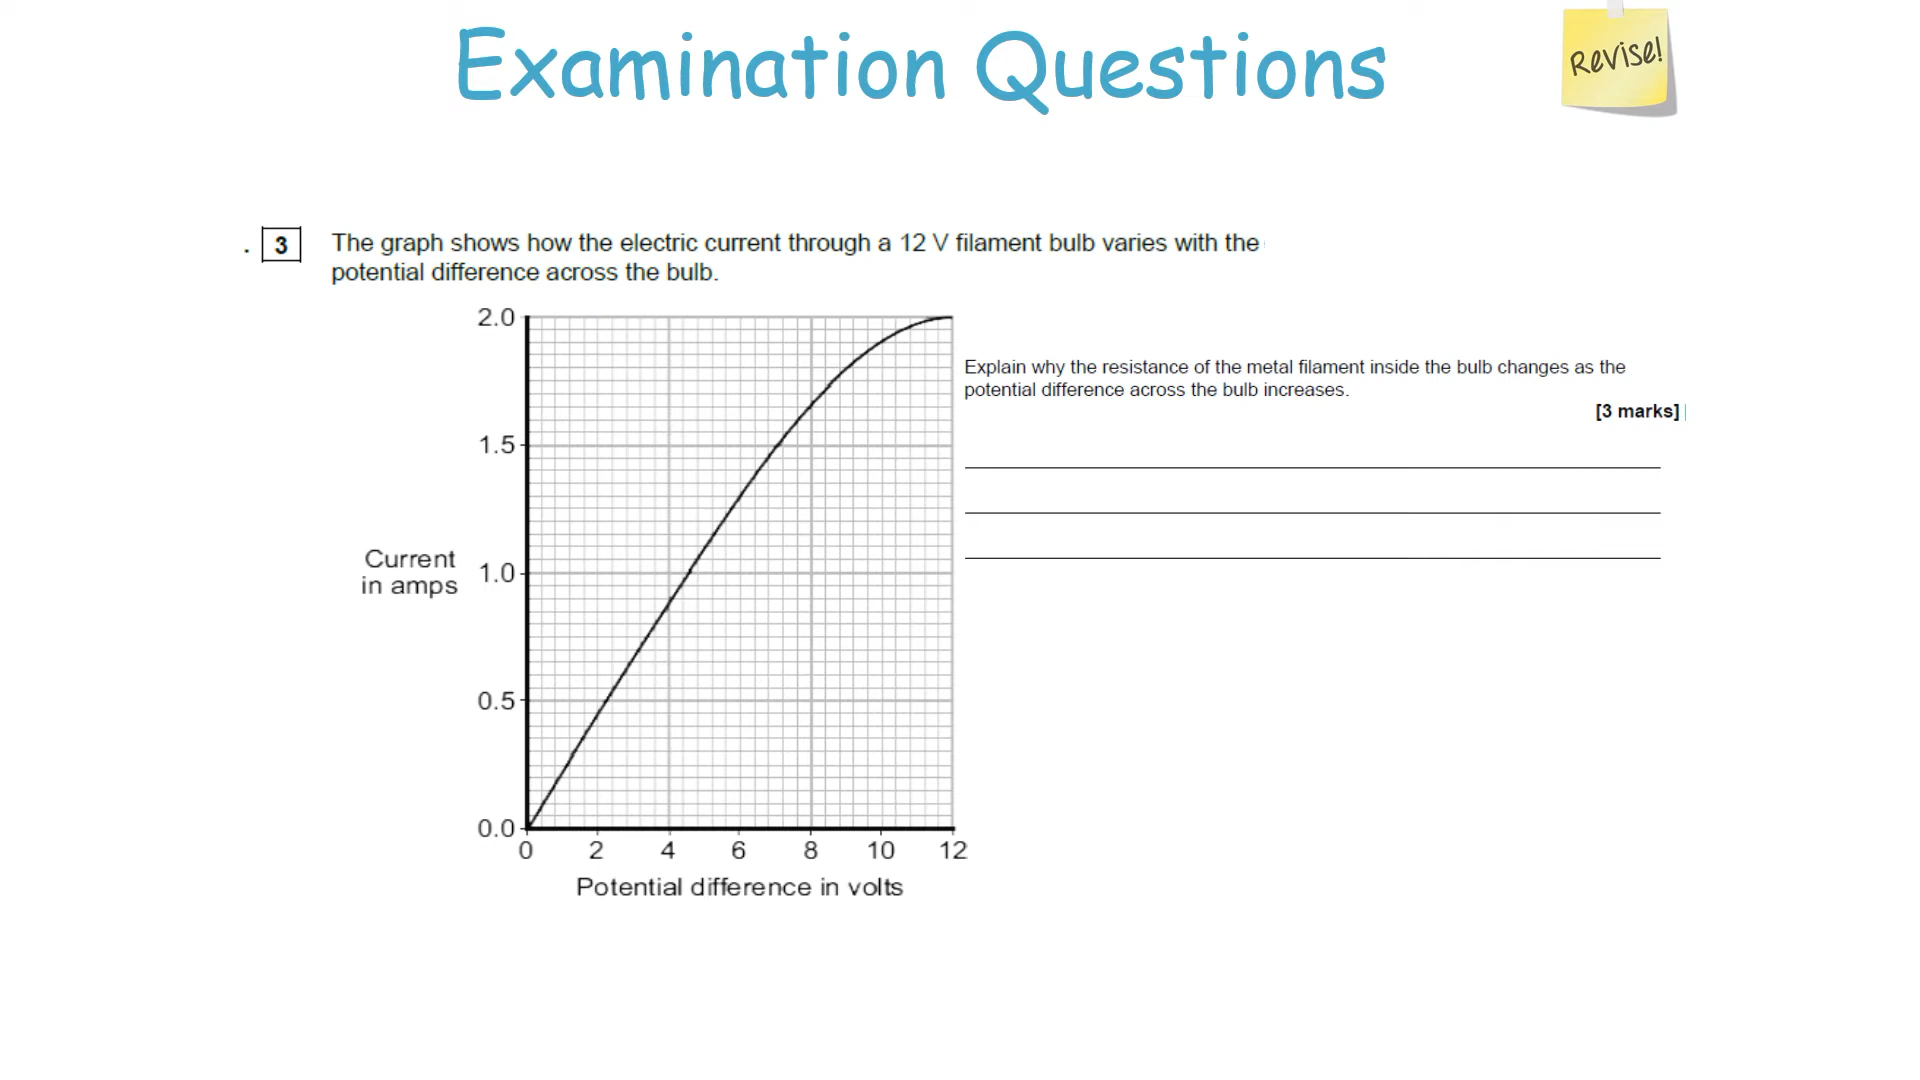 Examination Questions
Revise!
. 3 The graph shows how the electric current through a 12 V filament bulb varies with the
potential difference across the bulb.
2.0
1.5
1.0
0.5
0.0
Current
in amps
0 2 4 6 8 10 12
Potential difference in volts
Explain why the resistance of the metal filament inside the bulb changes as the
potential difference across the bulb increases.
[3 marks]